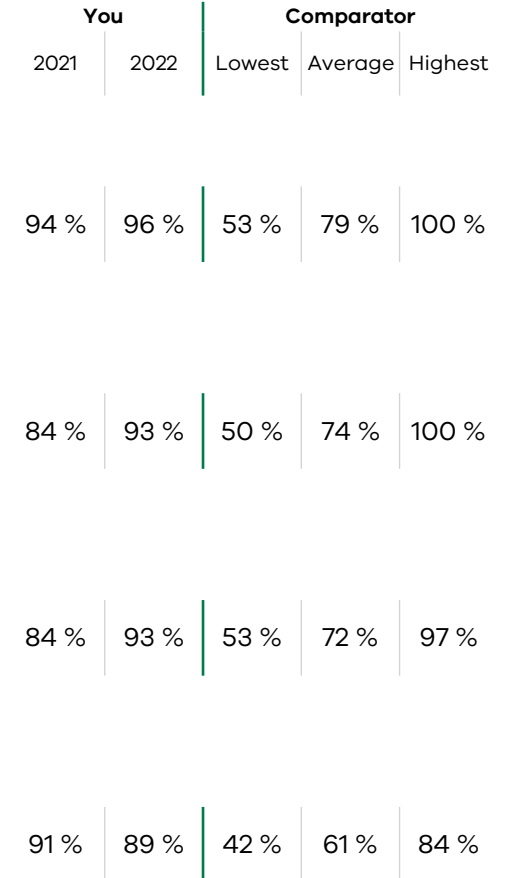 You Comparator
2021 2022 Lowest Average Highest
94 % 96 % 53 % 79 % 100 %
84 % 93 % 50 % 74 % 100 %
84 % 93 % 53 % 72 % 97 %
91 % 89 % 42 % 61 % 84 %